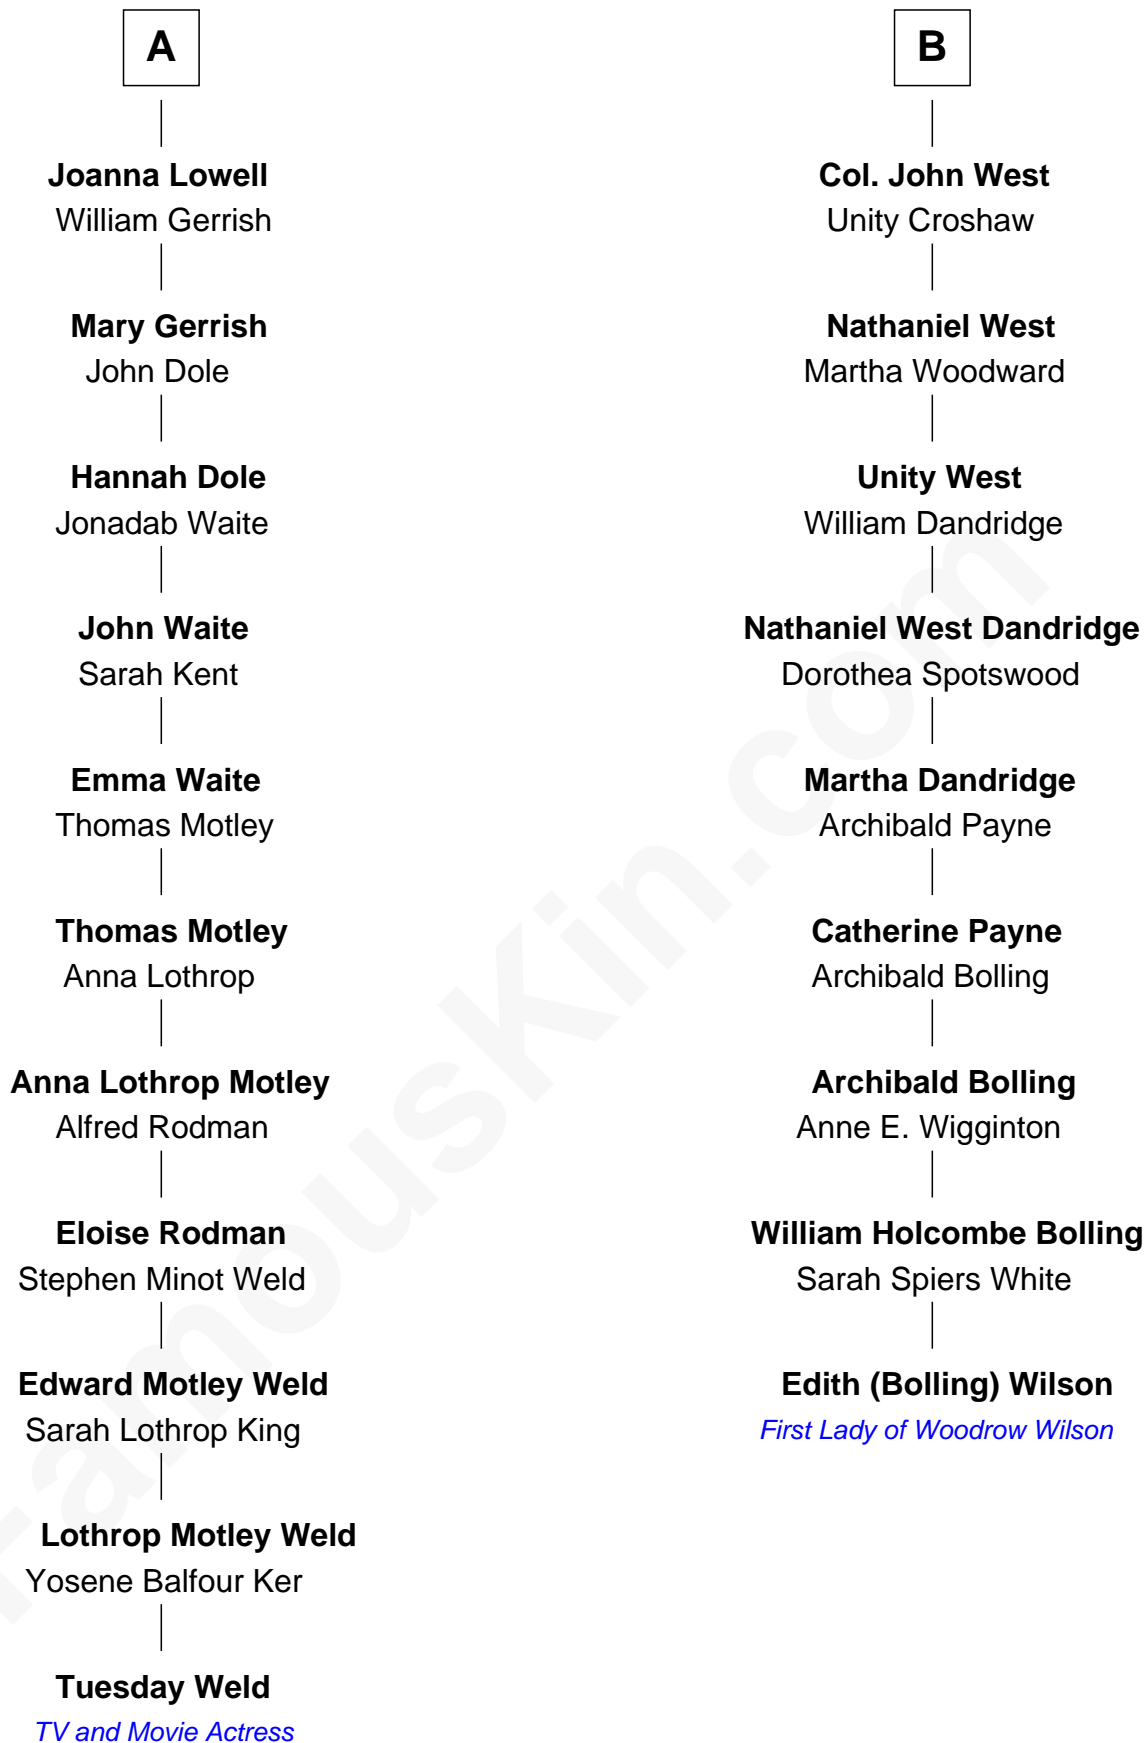 A
Joanna Lowell
William Gerrish
Mary Gerrish
John Dole
Hannah Dole
Jonadab Waite
John Waite
Sarah Kent
Emma Waite
Thomas Motley
Thomas Motley
Anna Lothrop
Anna Lothrop Motley
Alfred Rodman
Eloise Rodman
Stephen Minot Weld
Edward Motley Weld
Sarah Lothrop King
Lothrop Motley Weld
Yosene Balfour Ker
Tuesday Weld
TV and Movie Actress
B
Col. John West
Unity Croshaw
Nathaniel West
Martha Woodward
Unity West
William Dandridge
Nathaniel West Dandridge
Dorothea Spotswood
Martha Dandridge
Archibald Payne
Catherine Payne
Archibald Bolling
Archibald Bolling
Anne E. Wigginton
William Holcombe Bolling
Sarah Spiers White
Edith (Bolling) Wilson
First Lady of Woodrow Wilson
FamousKin.com